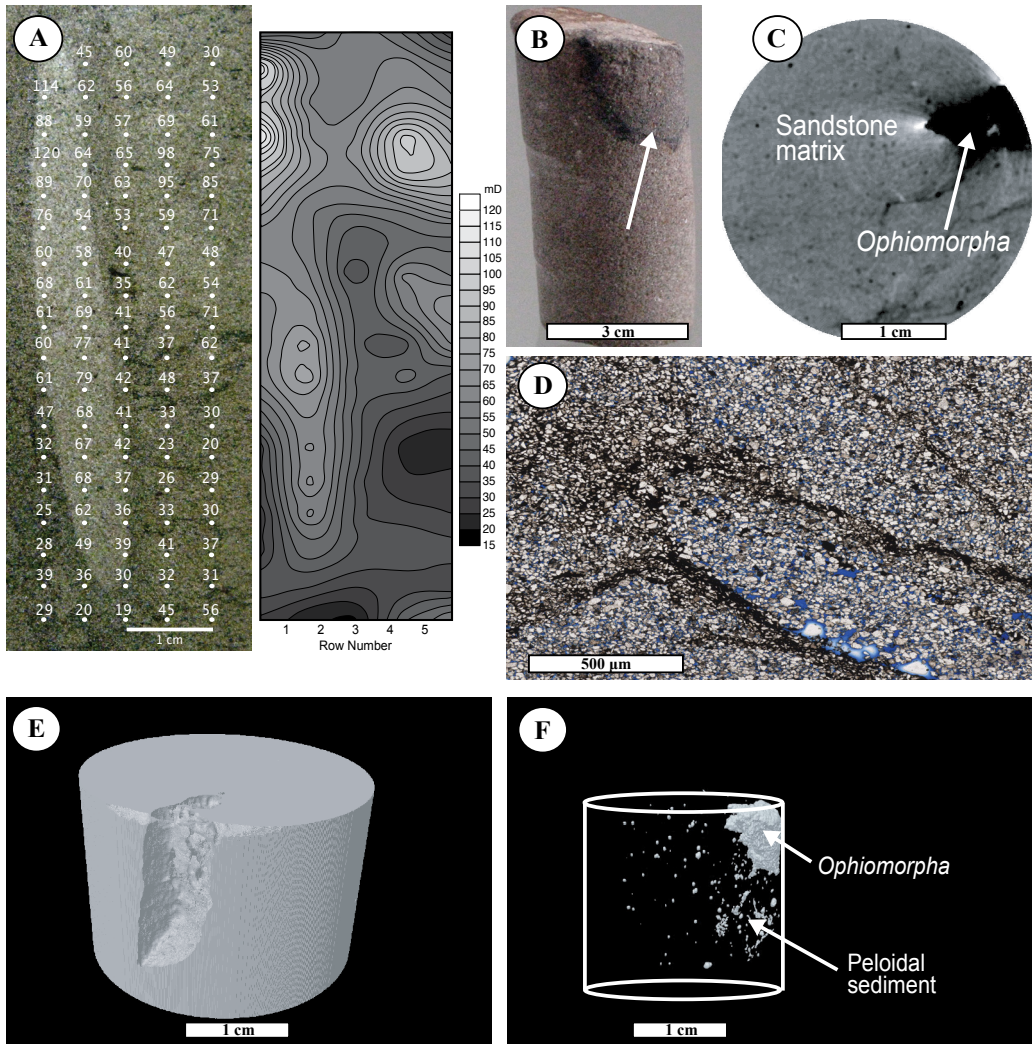 A
45 60 49 30
114 62 56 64 53
88 59 57 69 61
120 64 65 98 75
89 70 63 95 85
76 54 53 59 71
60 58 40 47 48
68 61 35 62 54
61 69 41 56 71
60 77 41 37 62
61 79 42 48 37
47 68 41 33 30
32 67 42 23 20
31 68 37 26 29
25 62 36 33 30
28 49 39 41 37
39 36 30 32 31
29 20 19 45 56
1 cm
1 2 3 4 5
Row Number
mD
120
115
110
105
100
95
90
85
80
75
70
65
60
55
50
45
40
35
30
25
20
15
B
3 cm
C
Sandstone
matrix
Ophiomorpha
1 cm
D
500 µm
E
1 cm
F
Ophiomorpha
Peloidal
sediment
1 cm